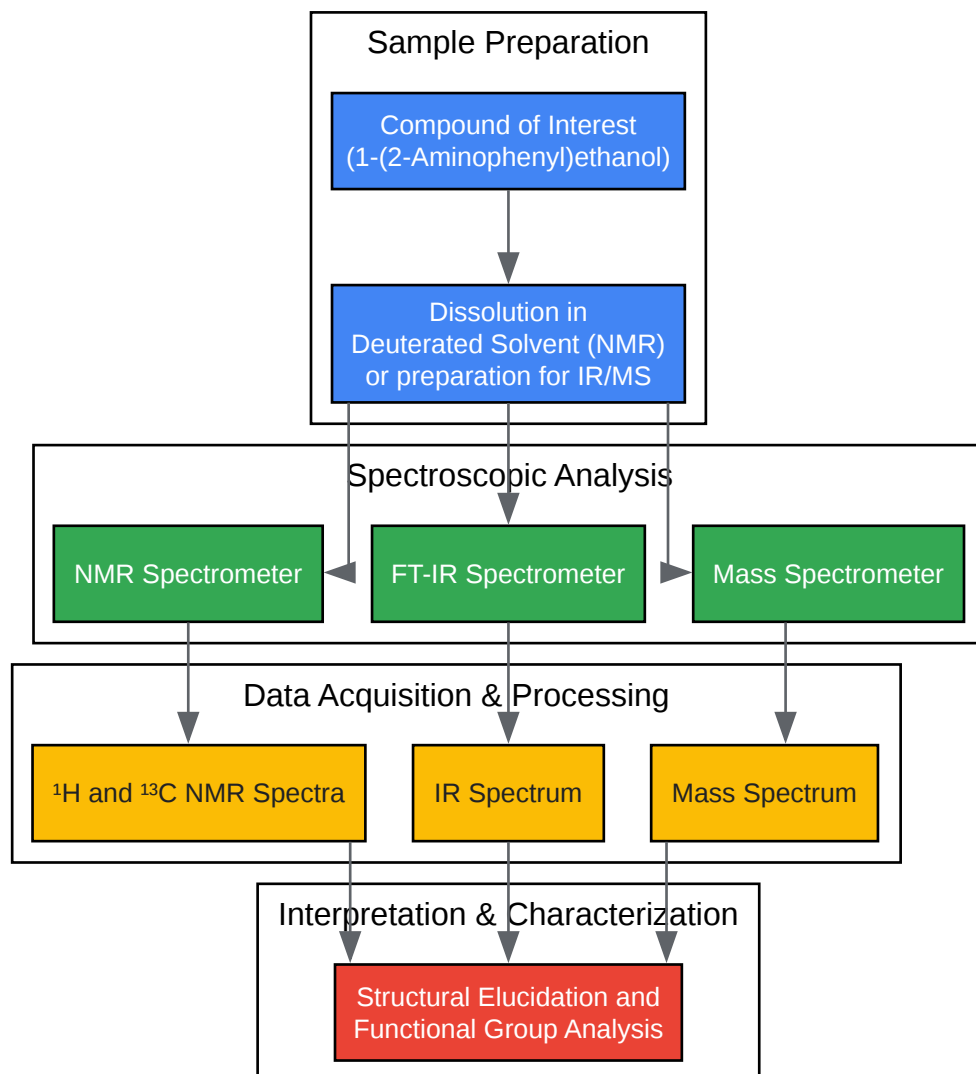 Sample Preparation
Compound of Interest
(1-(2-Aminophenyl)ethanol)
Dissolution in
Deuterated Solvent (NMR)
or preparation for IR/MS
Spectroscopic Analysis
NMR Spectrometer
FT-IR Spectrometer
Mass Spectrometer
Data Acquisition & Processing
¹H and ¹³C NMR Spectra
IR Spectrum
Mass Spectrum
Interpretation & Characterization
Structural Elucidation and
Functional Group Analysis